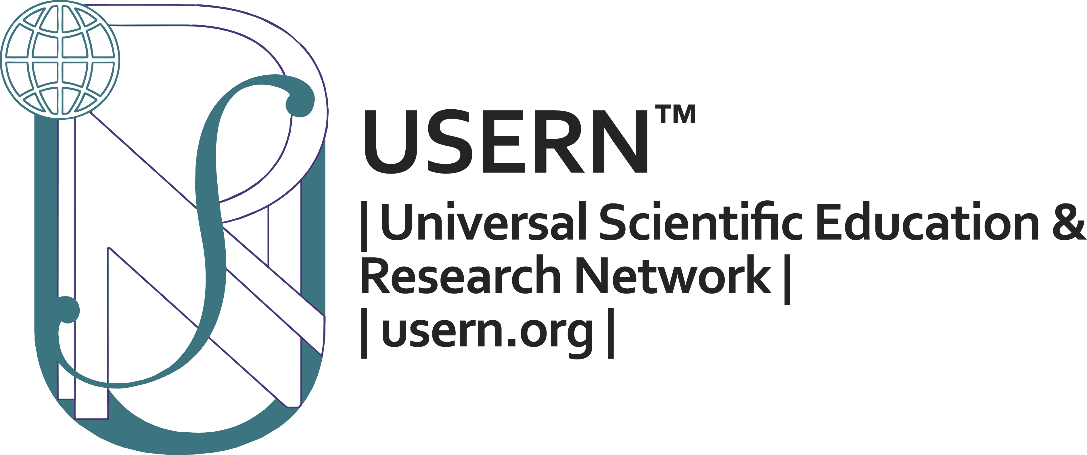 USERN™
| Universal Scientific Education &
Research Network |
| usern.org |